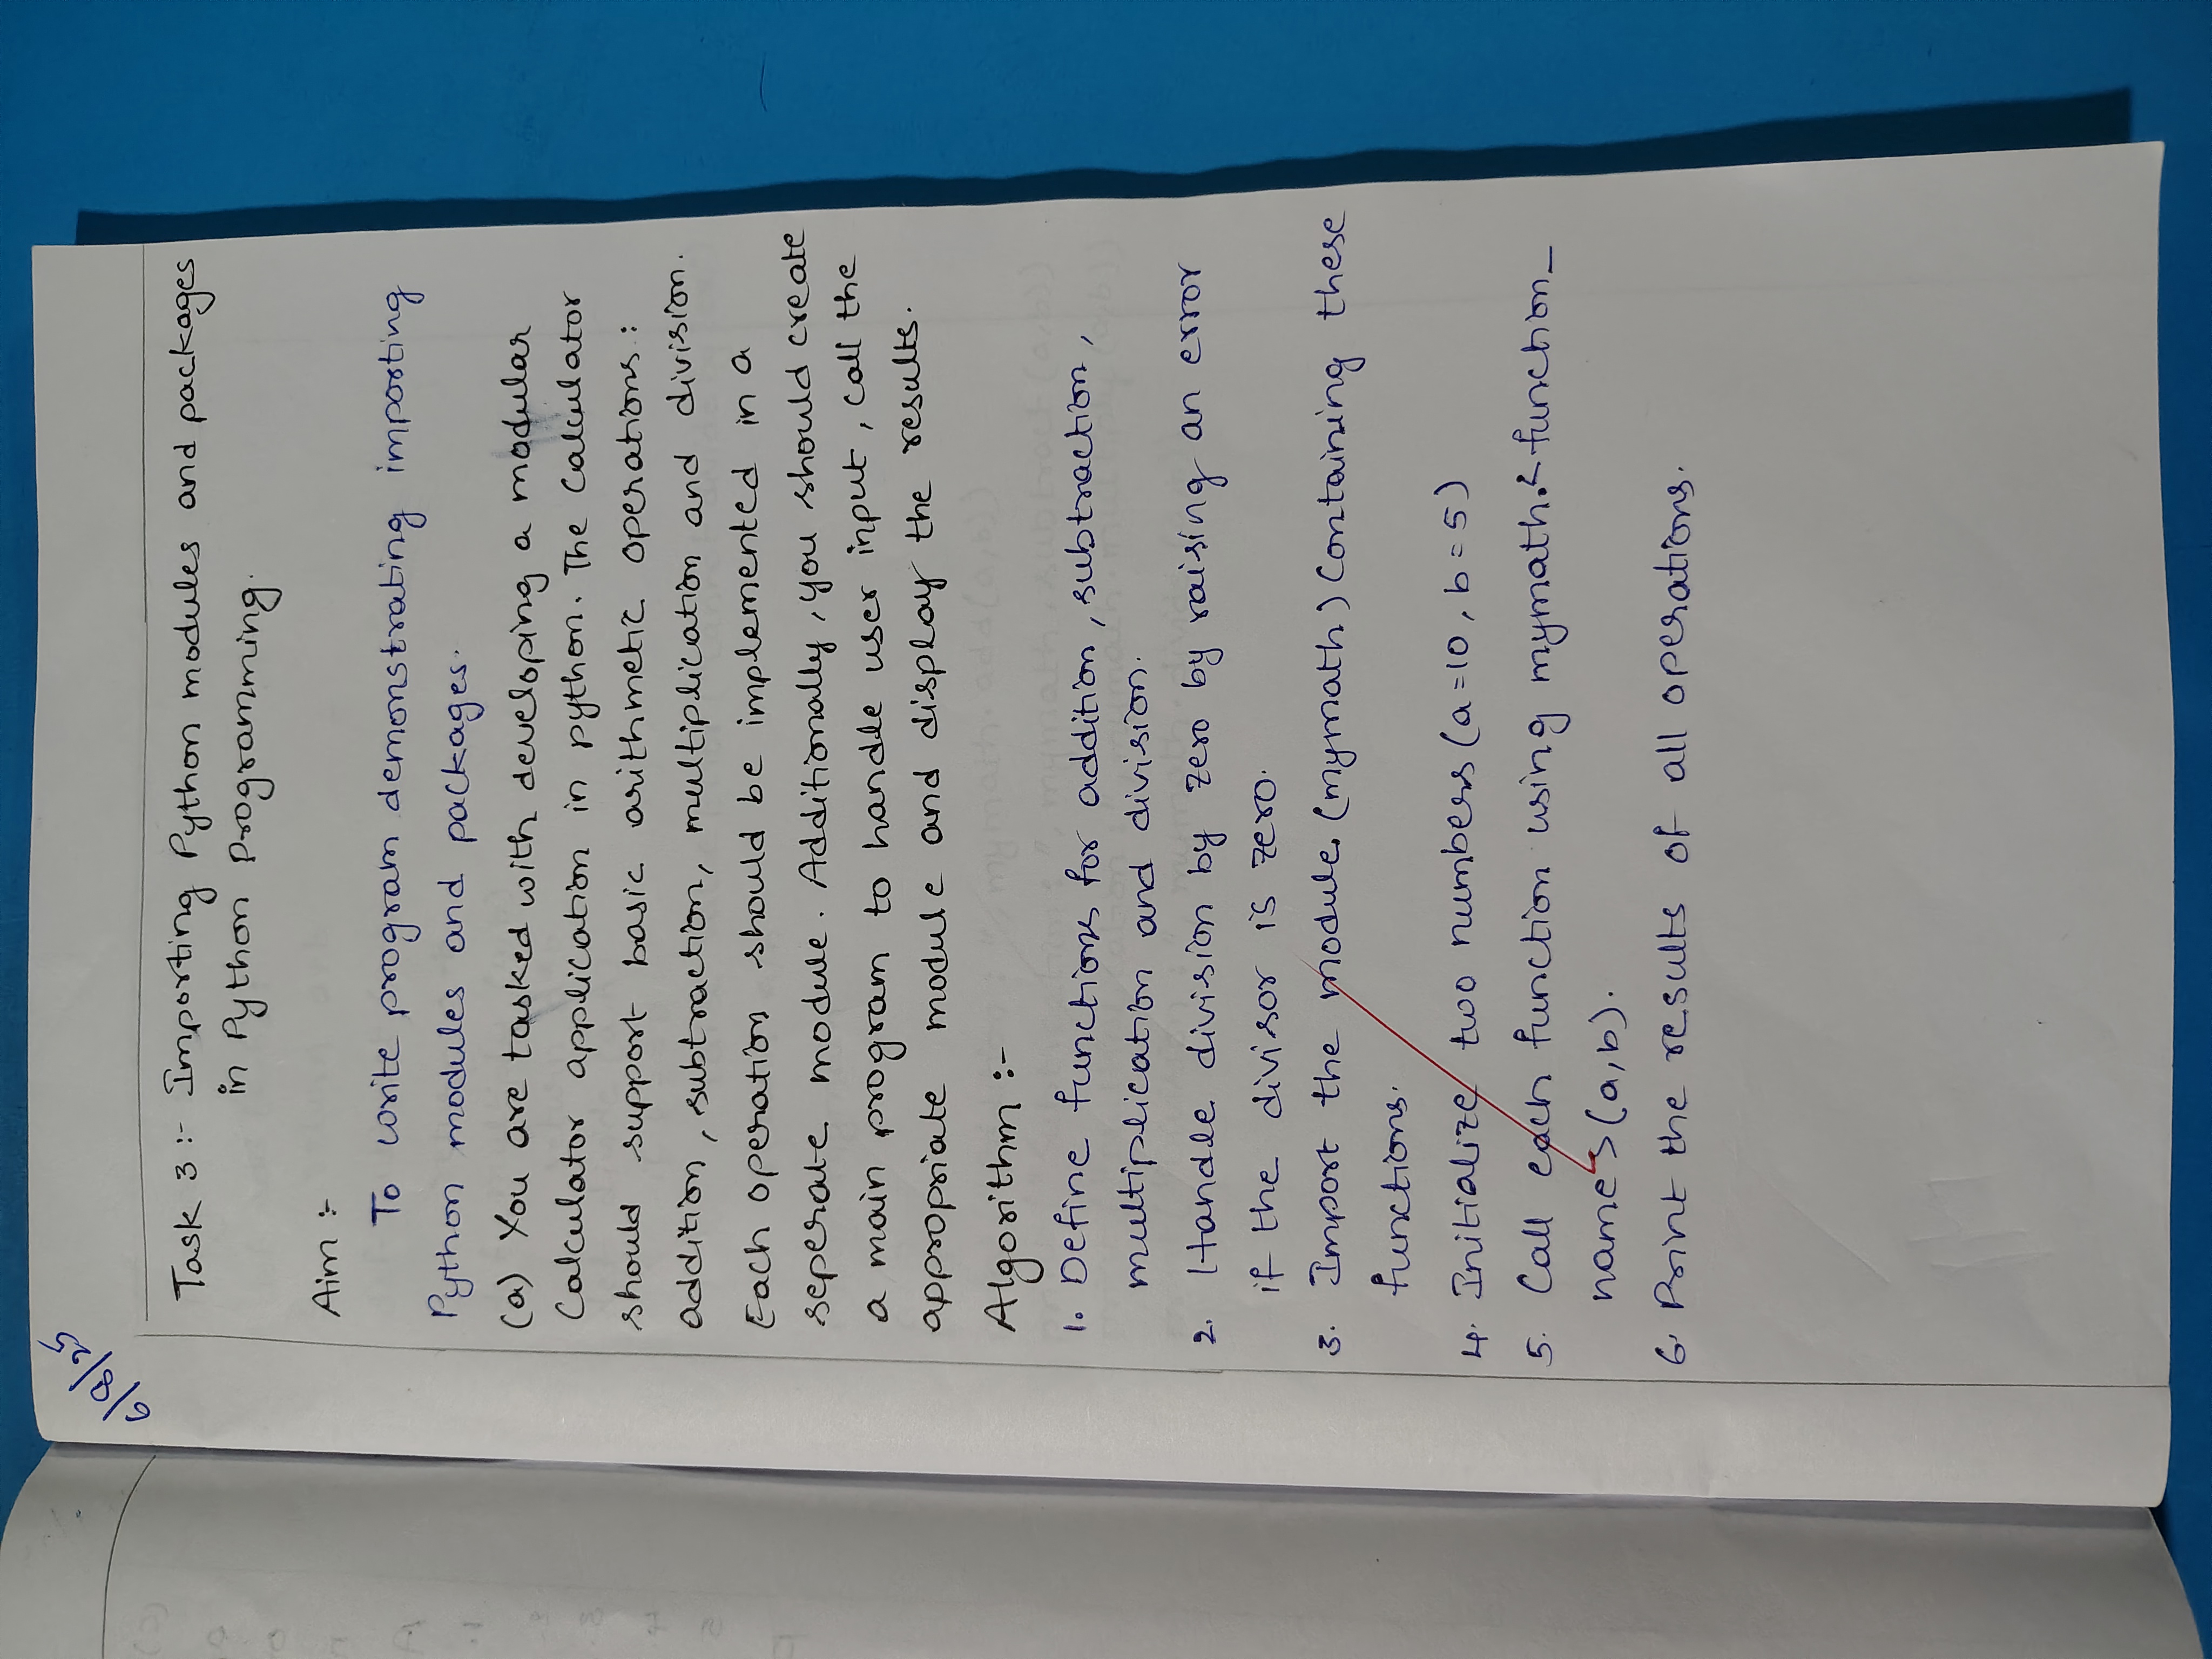 6/8/25
Task 3 :- Importing Python modules and packages
in Python Programming.
Aim :-
To write program demonstrating importing
Python modules and packages.
(a) You are tasked with developing a modular
Calculator application in python. The Calculator
should support basic arithmetic operations :
addition, subtraction, multiplication and division.
Each operation should be implemented in a
seperate module. Additionally, you should create
a main program to handle user input, call the
appropriate module and display the results.
Algorithm :-
1. Define functions for addition, subtraction,
multiplication and division.
2. Handle division by zero by raising an error
if the divisor is zero.
3. Import the module (mymath) Containing these
functions.
4. Initialize two numbers (a=10, b=5)
5. Call each function using mymath.<function_
name>(a,b).
6. Print the results of all operations.